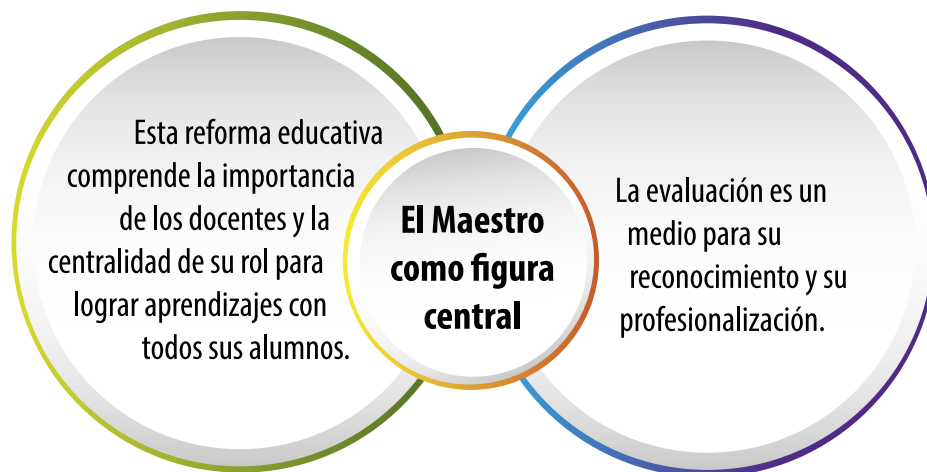 Esta reforma educativa
comprende la importancia
de los docentes y la
centralidad de su rol para
lograr aprendizajes con
todos sus alumnos.
El Maestro
como figura
central
La evaluación es un
medio para su
reconocimiento y su
profesionalización.